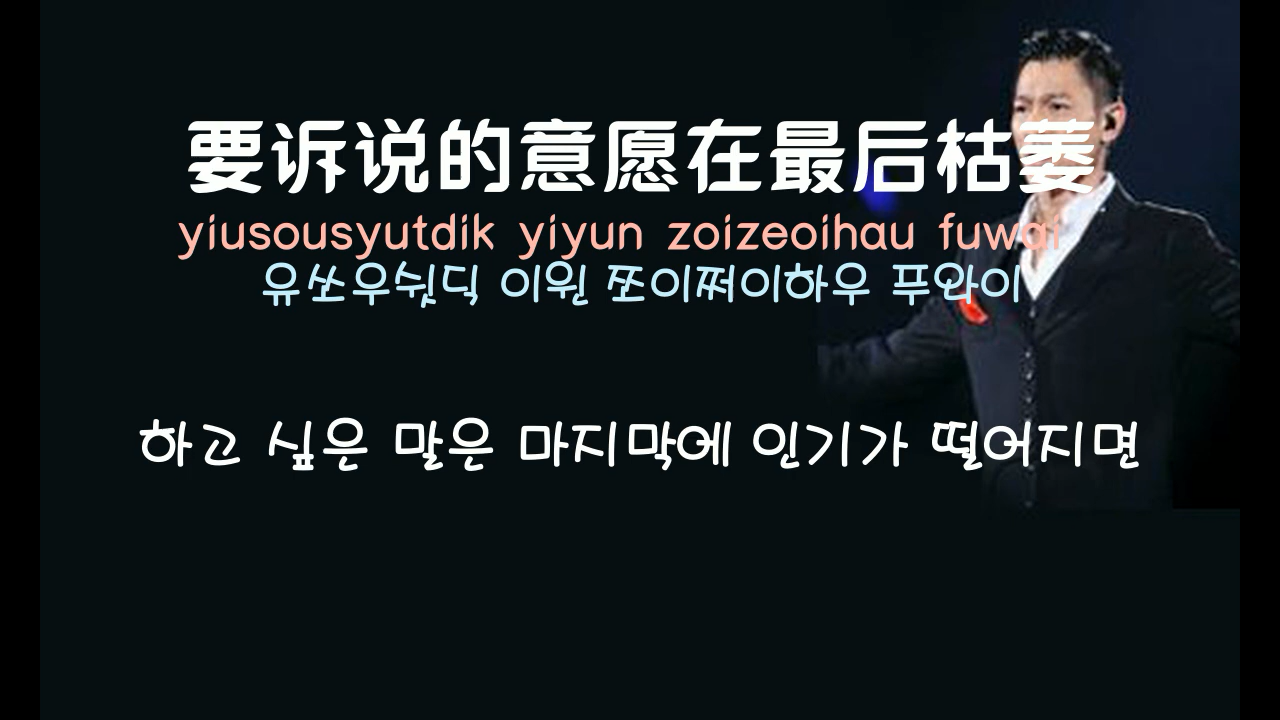 要诉说的意愿在最后枯萎
yiusousyutdik yiyun zoizeoihau fuwai
유쏘우쉿딕 이윈 쪼이쩌이하우 푸와이
하고 싶은 말은 마지막에 인기가 떨어지면